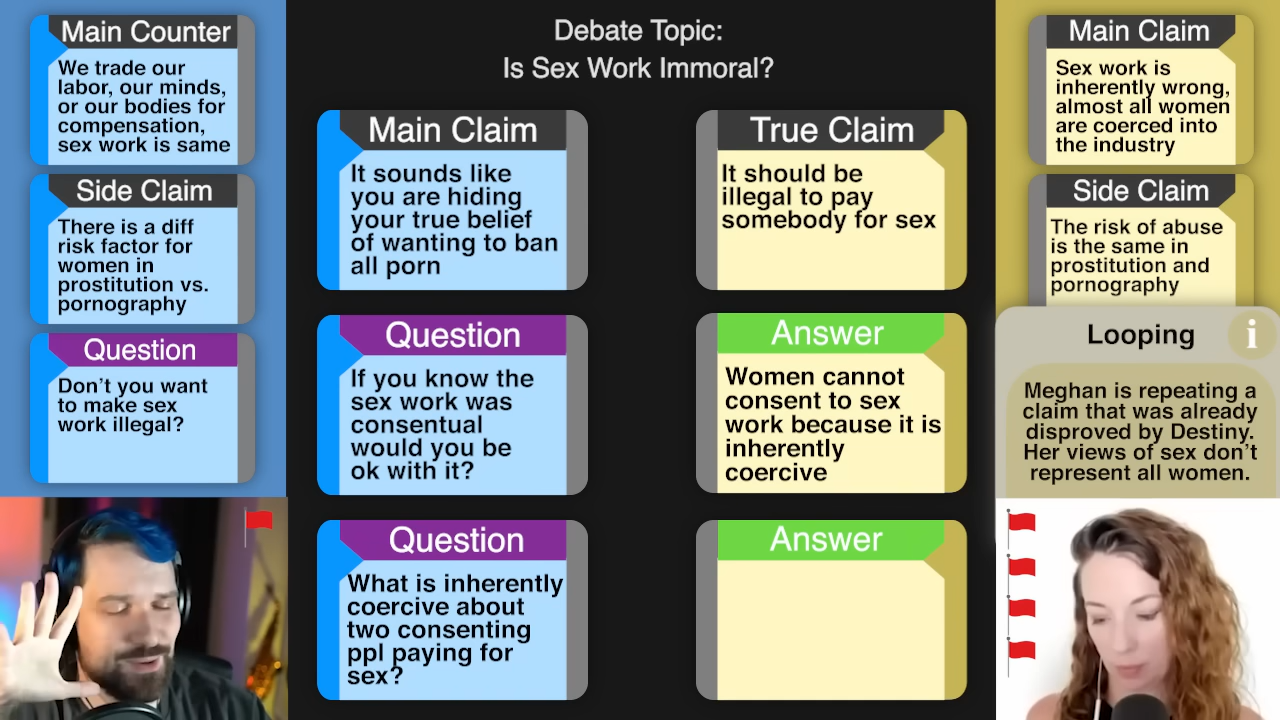 Debate Topic:
Is Sex Work Immoral?
Main Counter
We trade our
labor, our minds,
or our bodies for
compensation,
sex work is same
Side Claim
There is a diff
risk factor for
women in
prostitution vs.
pornography
Question
Don't you want
to make sex
work illegal?
Main Claim
It sounds like
you are hiding
your true belief
of wanting to ban
all porn
True Claim
It should be
illegal to pay
somebody for sex
Question
If you know the
sex work was
consentual
would you be
ok with it?
Answer
Women cannot
consent to sex
work because it is
inherently
coercive
Question
What is inherently
coercive about
two consenting
ppl paying for
sex?
Answer
Main Claim
Sex work is
inherently wrong,
almost all women
are coerced into
the industry
Side Claim
The risk of abuse
is the same in
prostitution and
pornography
Looping
i
Meghan is repeating a
claim that was already
disproved by Destiny.
Her views of sex don't
represent all women.